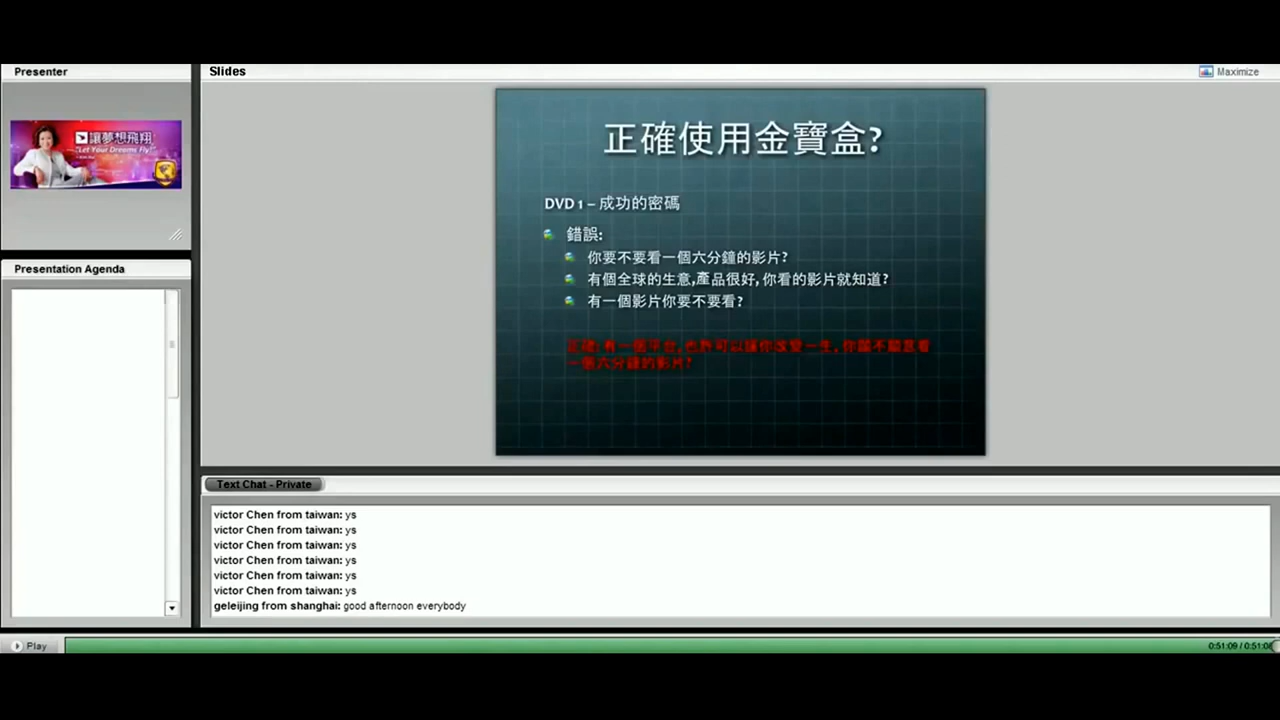 Presenter
讓夢想飛翔
"Let Your Dreams Fly!"
Presentation Agenda
Slides
Maximize
正確使用金寶盒?
DVD 1 – 成功的密碼
錯誤:
你要不要看一個六分鐘的影片?
有個全球的生意,產品很好, 你看的影片就知道?
有一個影片你要不要看?
正確: 有一個平台, 也許可以讓你改變一生, 你願不願意看
一個六分鐘的影片?
Text Chat - Private
victor Chen from taiwan: ys
victor Chen from taiwan: ys
victor Chen from taiwan: ys
victor Chen from taiwan: ys
victor Chen from taiwan: ys
victor Chen from taiwan: ys
geleijing from shanghai: good afternoon everybody
Play
0:51:09 / 0:51:0